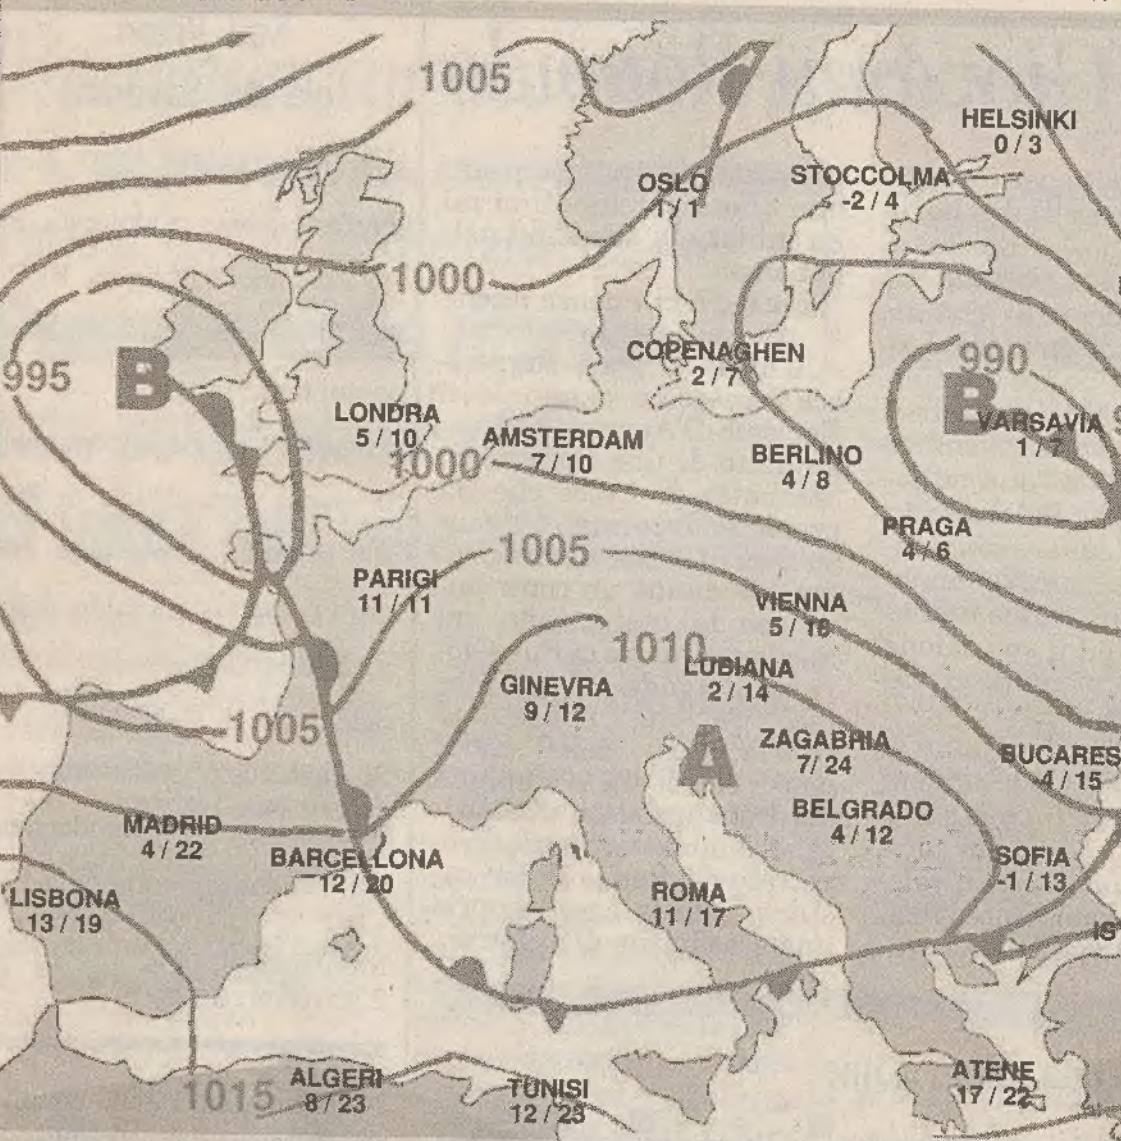 1005
HELSINKI
0 / 3
OSLO
1 / 1
STOCCOLMA
-2 / 4
1000
COPENAGHEN
2 / 7
990
995
B
B
LONDRA
5 / 10
VARSAVIA
1 / 7
AMSTERDAM
7 / 10
1000
BERLINO
4 / 8
PRAGA
4 / 6
1005
PARIGI
11 / 11
VIENNA
5 / 16
1010
LUBIANA
2 / 14
GINEVRA
9 / 12
1005
A
ZAGABRIA
7 / 24
BUCARES
4 / 15
BELGRADO
4 / 12
MADRID
4 / 22
BARCELLONA
12 / 20
SOFIA
-1 / 13
LISBONA
13 / 19
ROMA
11 / 17
IS
ALGERI
8 / 23
1015
TUNISI
12 / 23
ATENE
17 / 22